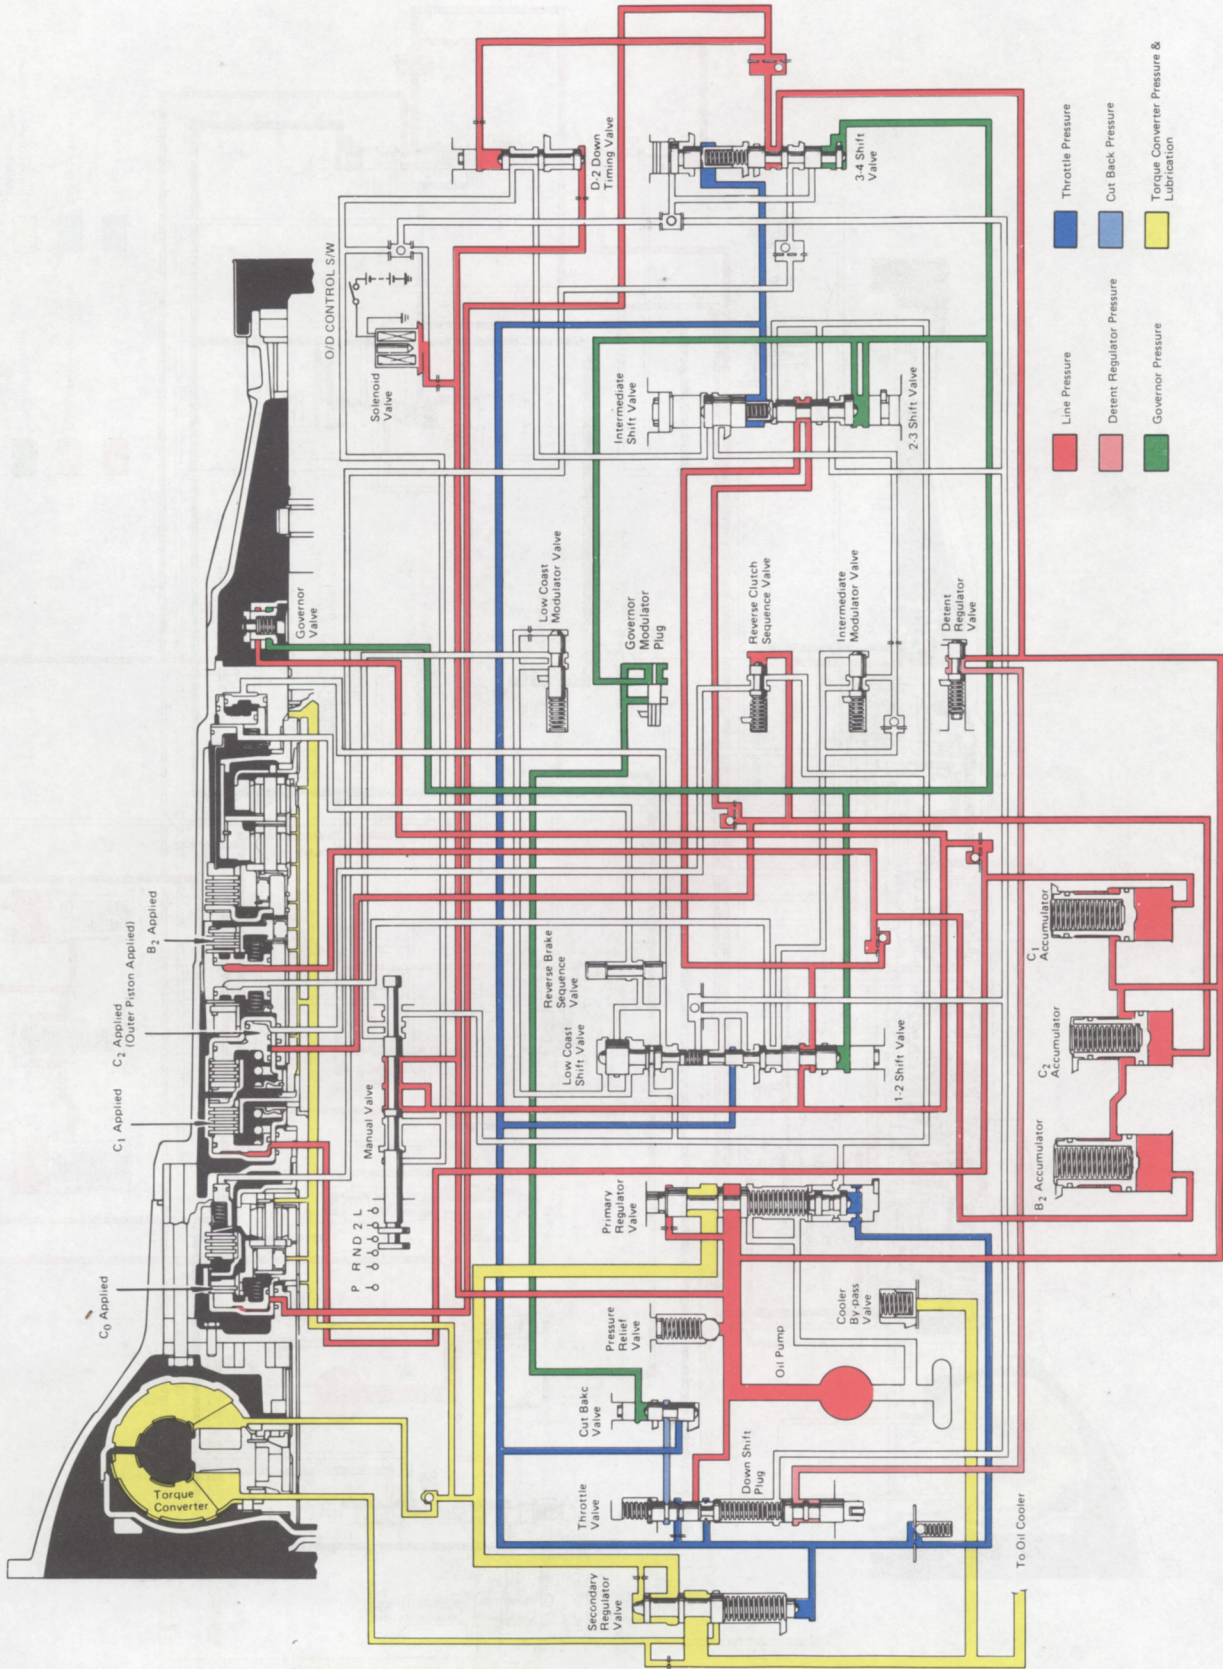 C0 Applied
C1 Applied
C2 Applied
(Outer Piston Applied)
B2 Applied
Governor
Valve
Torque
Converter
P R N D 2 L
Manual Valve
Solenoid
Valve
O/D CONTROL S/W
D-2 Down
Timing Valve
Secondary
Regulator
Valve
Throttle
Valve
Cut Bakc
Valve
Pressure
Relief
Valve
Primary
Regulator
Valve
Low Coast
Shift Valve
Reverse Brake
Sequence
Valve
Low Coast
Modulator Valve
Governor
Modulator
Plug
Intermediate
Shift Valve
3-4 Shift
Valve
Down Shift
Plug
Oil Pump
Cooler
By-pass
Valve
1-2 Shift Valve
Reverse Clutch
Sequence Valve
Intermediate
Modulator Valve
Detent
Regulator
Valve
2-3 Shift Valve
To Oil Cooler
B2 Accumulator
C2
Accumulator
C1
Accumulator
Line Pressure
Detent Regulator Pressure
Governor Pressure
Throttle Pressure
Cut Back Pressure
Torque Converter Pressure &
Lubrication